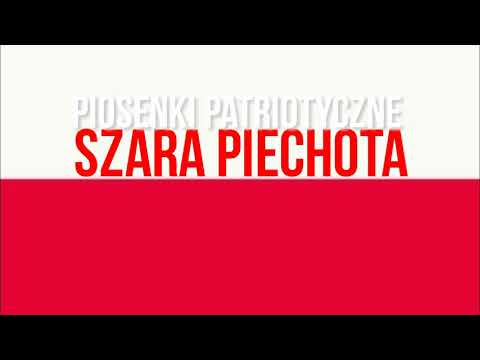 PIOSENKI PATRIOTYCZNE
SZARA PIECHOTA